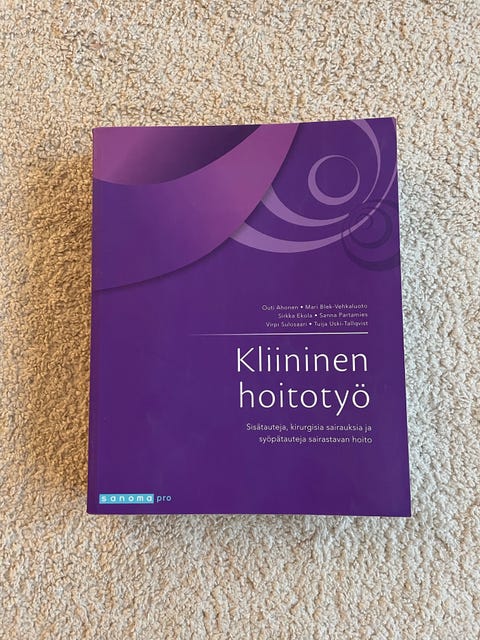 Outi Ahonen • Mari Blek-Vehkaluoto
Sirkka Ekola • Sanna Partamies
Virpi Sulosaari • Tuija Uski-Tallqvist
Kliininen
hoitotyö
Sisätauteja, kirurgisia sairauksia ja
syöpätauteja sairastavan hoito
sanoma pro